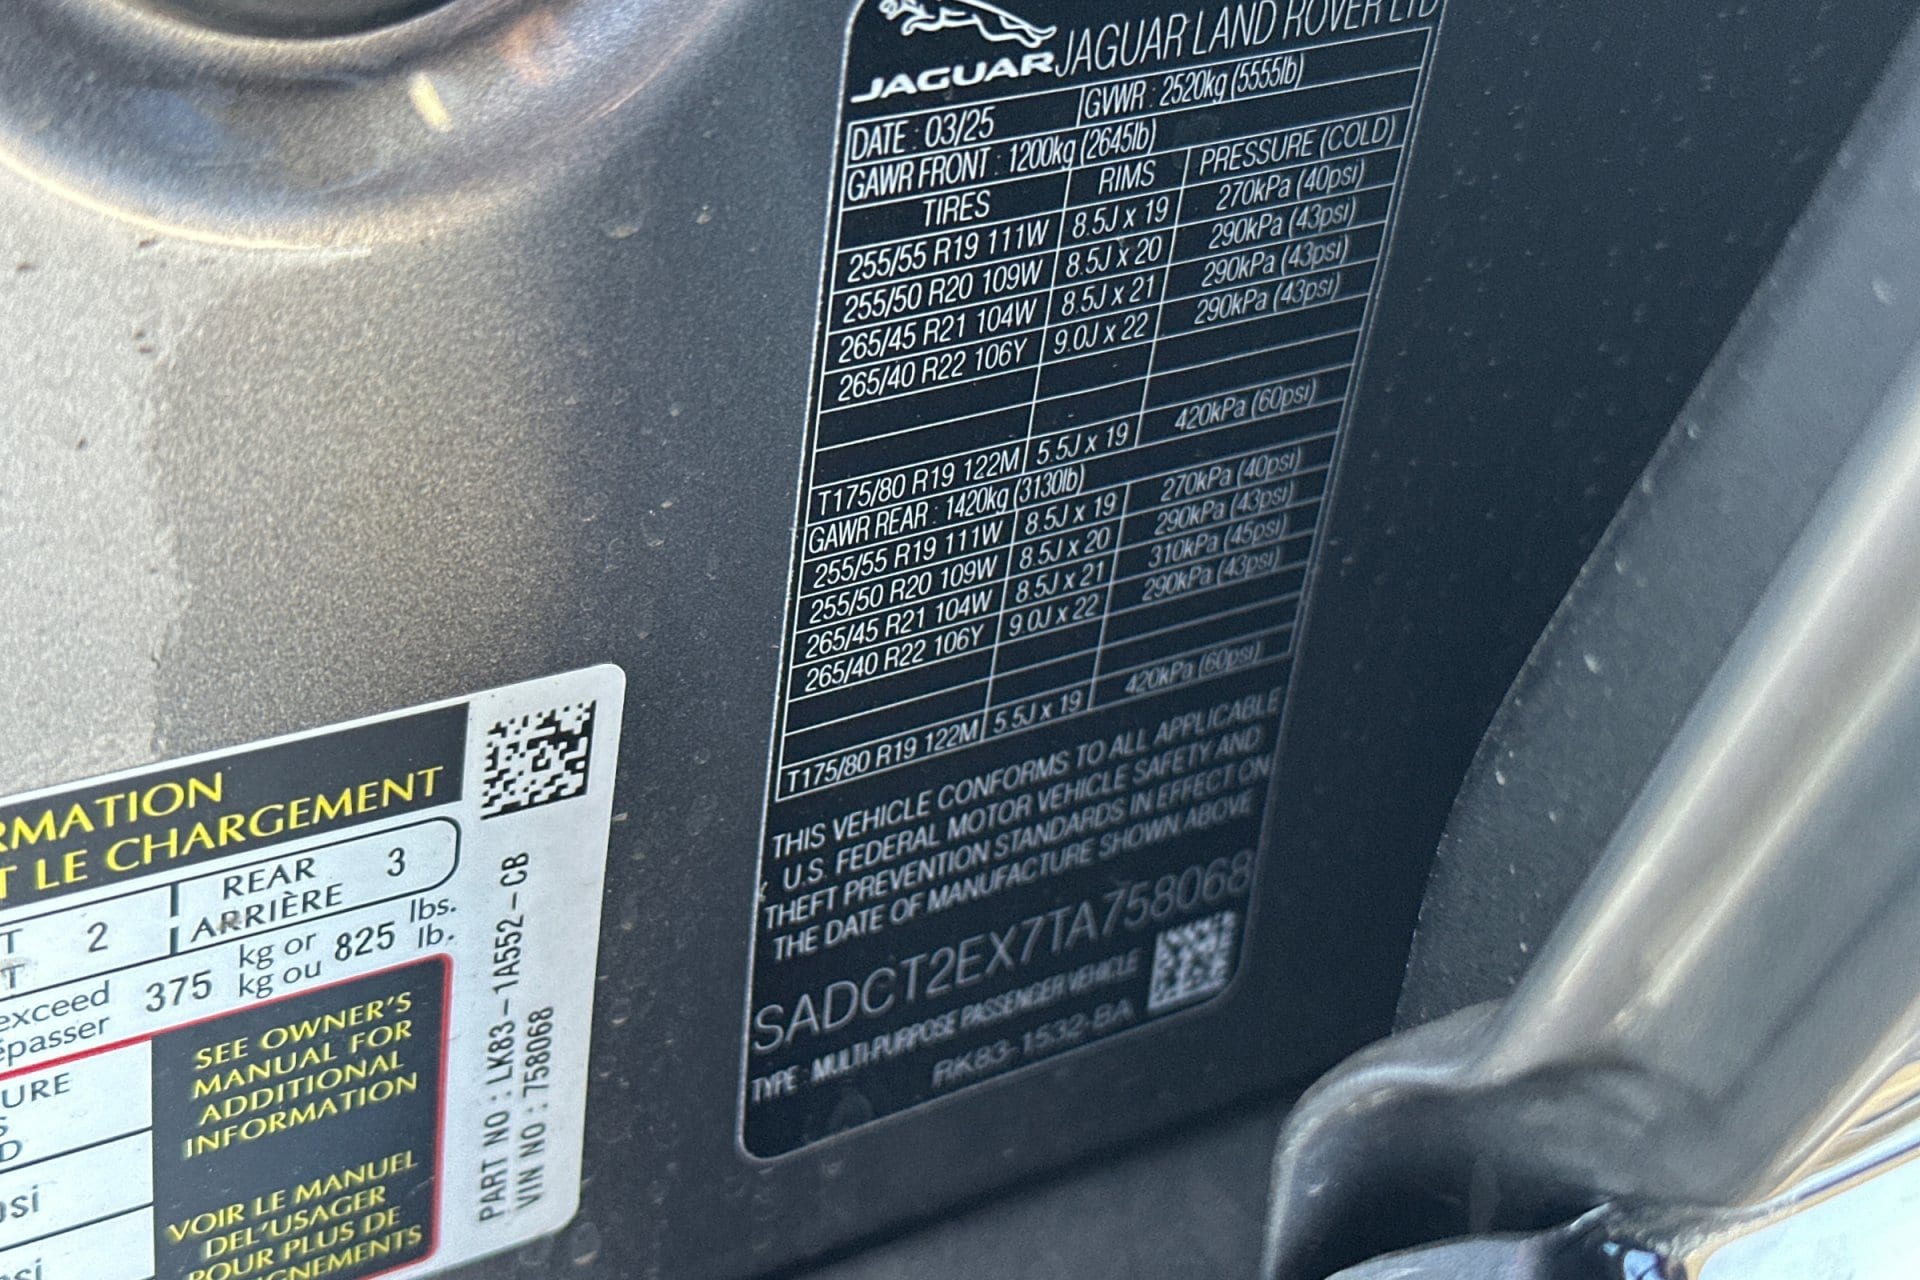 JAGUAR JAGUAR LAND ROVER LTD
DATE : 03/25 GVWR : 2520kg (5555lb)
GAWR FRONT : 1200kg (2645lb)
TIRES RIMS PRESSURE (COLD)
255/55 R19 111W 8.5J x 19 270kPa (40psi)
255/50 R20 109W 8.5J x 20 290kPa (43psi)
265/45 R21 104W 8.5J x 21 290kPa (43psi)
265/40 R22 106Y 9.0J x 22 290kPa (43psi)
T175/80 R19 122M 5.5J x 19 420kPa (60psi)
GAWR REAR : 1420kg (3130lb)
255/55 R19 111W 8.5J x 19 270kPa (40psi)
255/50 R20 109W 8.5J x 20 290kPa (43psi)
265/45 R21 104W 8.5J x 21 310kPa (45psi)
265/40 R22 106Y 9.0J x 22 290kPa (43psi)
T175/80 R19 122M 5.5J x 19 420kPa (60psi)
THIS VEHICLE CONFORMS TO ALL APPLICABLE
U.S. FEDERAL MOTOR VEHICLE SAFETY AND
THEFT PREVENTION STANDARDS IN EFFECT ON
THE DATE OF MANUFACTURE SHOWN ABOVE
SADCT2EX7TA758068
TYPE : MULTI-PURPOSE PASSENGER VEHICLE
RK83-1532-BA
RMATION
T LE CHARGEMENT
T 2 REAR 3
T ARRIÈRE
exceed 375 kg or 825 lbs.
épasser kg ou lb.
URE
S
D
psi
psi
SEE OWNER'S
MANUAL FOR
ADDITIONAL
INFORMATION
VOIR LE MANUEL
DEL'USAGER
POUR PLUS DE
GNEMENTS
PART NO : LK83-1A552-CB
VIN NO : 758068